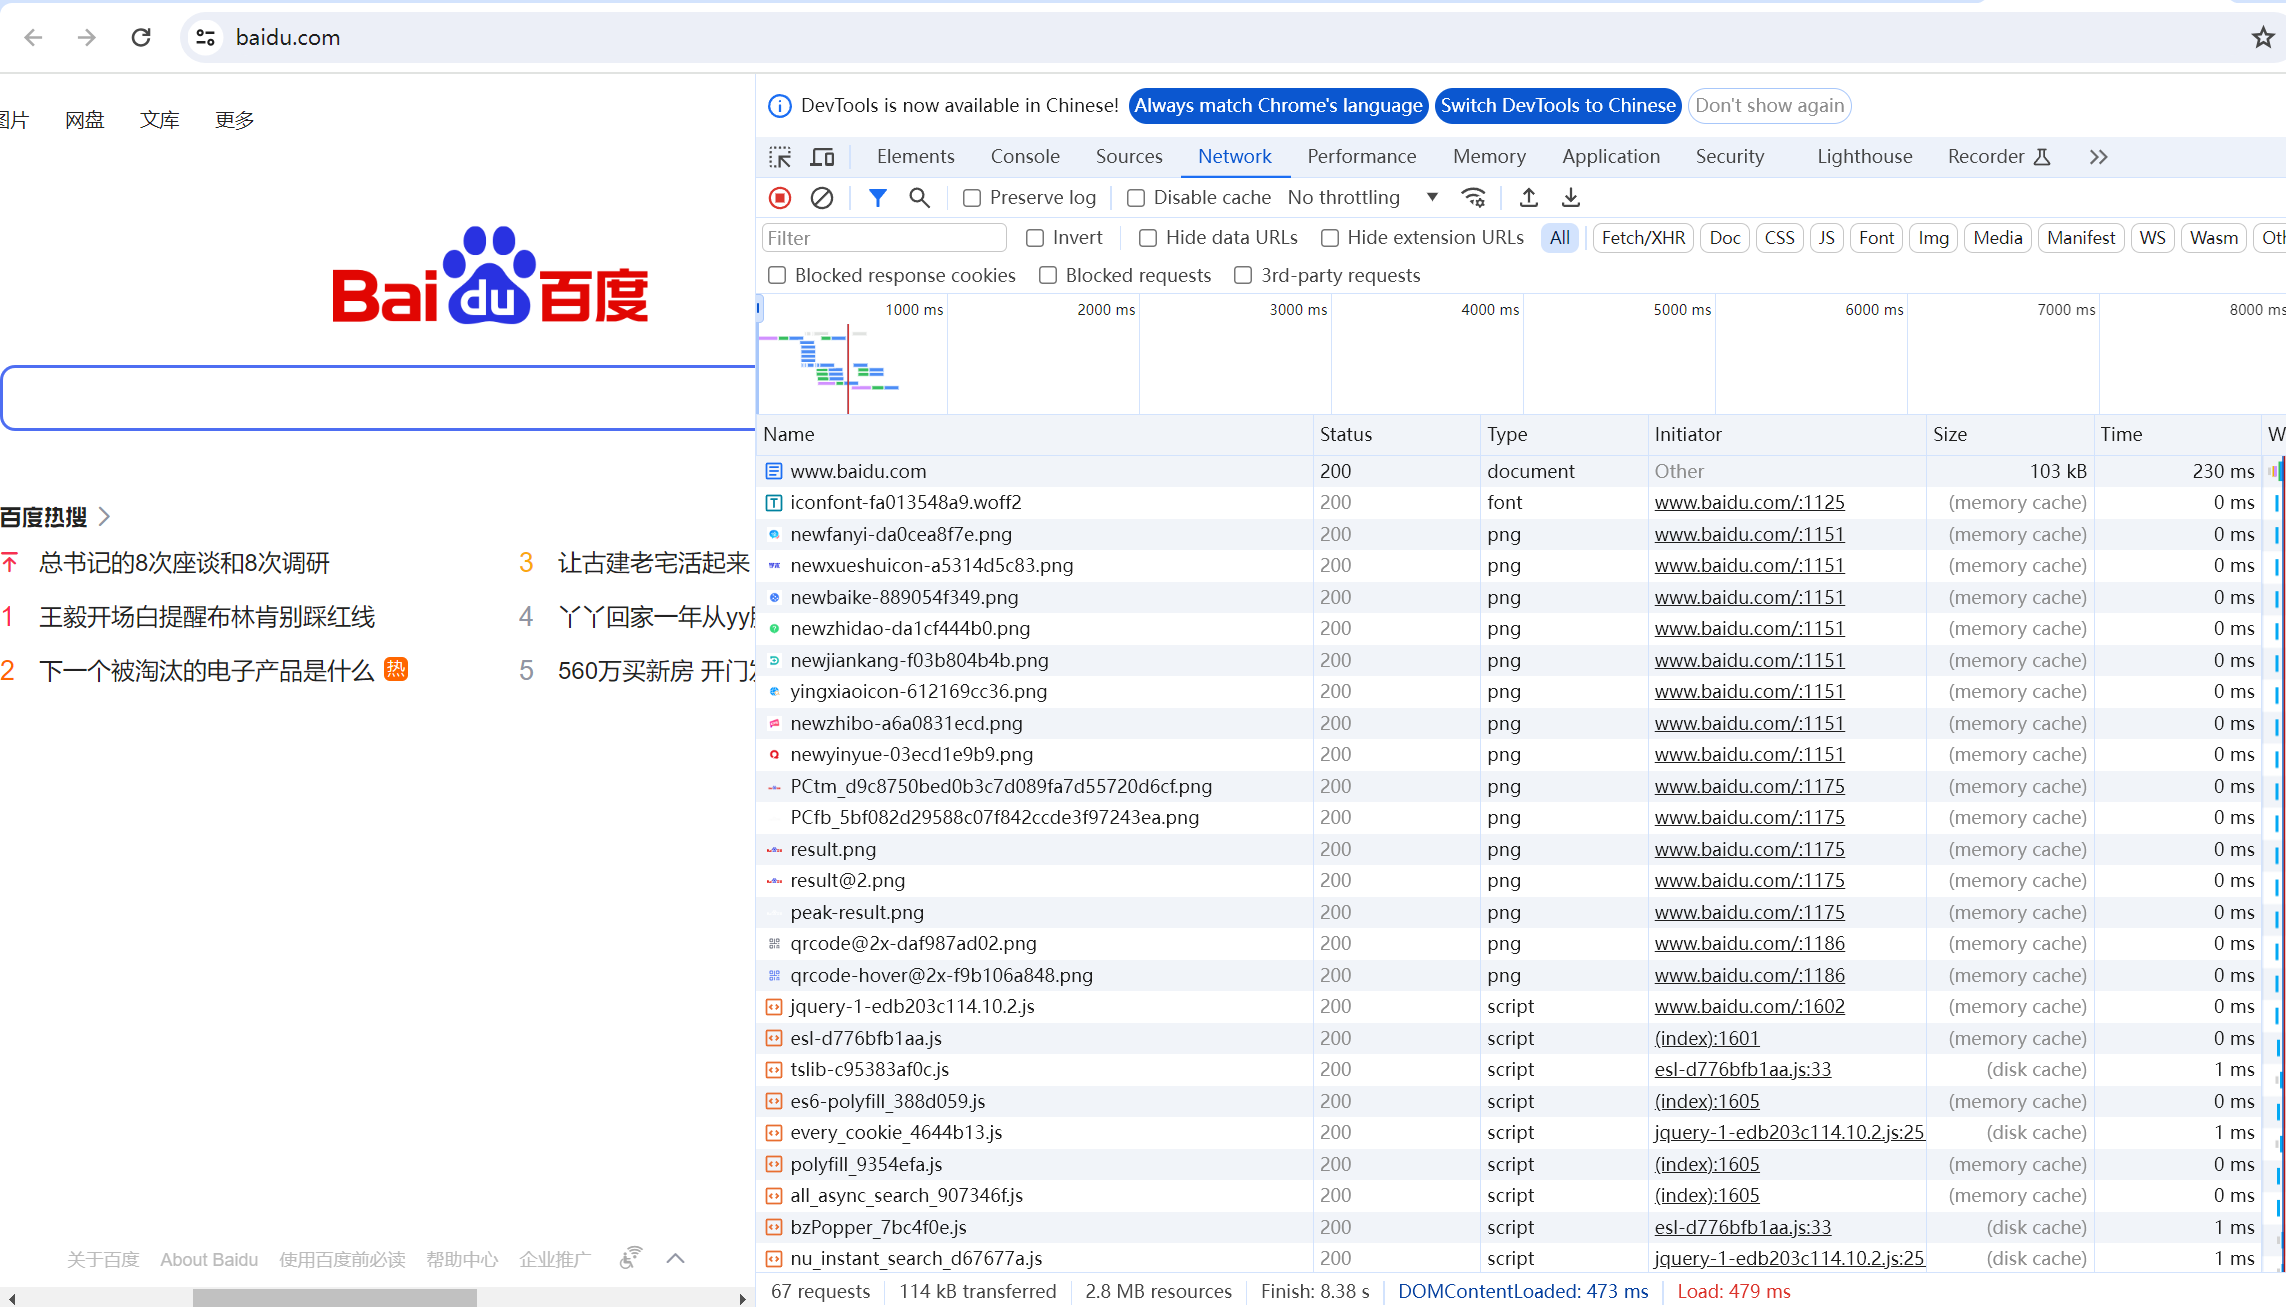 baidu.com
图片 网盘 文库 更多
Bai du 百度
百度热搜
总书记的8次座谈和8次调研
3 让古建老宅活起来
1 王毅开场白提醒布林肯别踩红线
4 丫丫回家一年从yy
2 下一个被淘汰的电子产品是什么 热
5 560万买新房 开门
关于百度 About Baidu 使用百度前必读 帮助中心 企业推广
DevTools is now available in Chinese! Always match Chrome's language Switch DevTools to Chinese Don't show again
Elements Console Sources Network Performance Memory Application Security Lighthouse Recorder
Preserve log Disable cache No throttling
Filter Invert Hide data URLs Hide extension URLs All Fetch/XHR Doc CSS JS Font Img Media Manifest WS Wasm Oth
Blocked response cookies Blocked requests 3rd-party requests
1000 ms 2000 ms 3000 ms 4000 ms 5000 ms 6000 ms 7000 ms 8000 ms
Name Status Type Initiator Size Time W
www.baidu.com 200 document Other 103 kB 230 ms
iconfont-fa013548a9.woff2 200 font www.baidu.com/:1125 (memory cache) 0 ms
newfanyi-da0cea8f7e.png 200 png www.baidu.com/:1151 (memory cache) 0 ms
newxueshuicon-a5314d5c83.png 200 png www.baidu.com/:1151 (memory cache) 0 ms
newbaike-889054f349.png 200 png www.baidu.com/:1151 (memory cache) 0 ms
newzhidao-da1cf444b0.png 200 png www.baidu.com/:1151 (memory cache) 0 ms
newjiankang-f03b804b4b.png 200 png www.baidu.com/:1151 (memory cache) 0 ms
yingxiaoicon-612169cc36.png 200 png www.baidu.com/:1151 (memory cache) 0 ms
newzhibo-a6a0831ecd.png 200 png www.baidu.com/:1151 (memory cache) 0 ms
newyinyue-03ecd1e9b9.png 200 png www.baidu.com/:1151 (memory cache) 0 ms
PCtm_d9c8750bed0b3c7d089fa7d55720d6cf.png 200 png www.baidu.com/:1175 (memory cache) 0 ms
PCfb_5bf082d29588c07f842ccde3f97243ea.png 200 png www.baidu.com/:1175 (memory cache) 0 ms
result.png 200 png www.baidu.com/:1175 (memory cache) 0 ms
result@2.png 200 png www.baidu.com/:1175 (memory cache) 0 ms
peak-result.png 200 png www.baidu.com/:1175 (memory cache) 0 ms
qrcode@2x-daf987ad02.png 200 png www.baidu.com/:1186 (memory cache) 0 ms
qrcode-hover@2x-f9b106a848.png 200 png www.baidu.com/:1186 (memory cache) 0 ms
jquery-1-edb203c114.10.2.js 200 script www.baidu.com/:1602 (memory cache) 0 ms
esl-d776bfb1aa.js 200 script (index):1601 (memory cache) 0 ms
tslib-c95383af0c.js 200 script esl-d776bfb1aa.js:33 (disk cache) 1 ms
es6-polyfill_388d059.js 200 script (index):1605 (memory cache) 0 ms
every_cookie_4644b13.js 200 script jquery-1-edb203c114.10.2.js:25 (disk cache) 1 ms
polyfill_9354efa.js 200 script (index):1605 (memory cache) 0 ms
all_async_search_907346f.js 200 script (index):1605 (memory cache) 0 ms
bzPopper_7bc4f0e.js 200 script esl-d776bfb1aa.js:33 (disk cache) 1 ms
nu_instant_search_d67677a.js 200 script jquery-1-edb203c114.10.2.js:25 (disk cache) 1 ms
67 requests 114 kB transferred 2.8 MB resources Finish: 8.38 s DOMContentLoaded: 473 ms Load: 479 ms